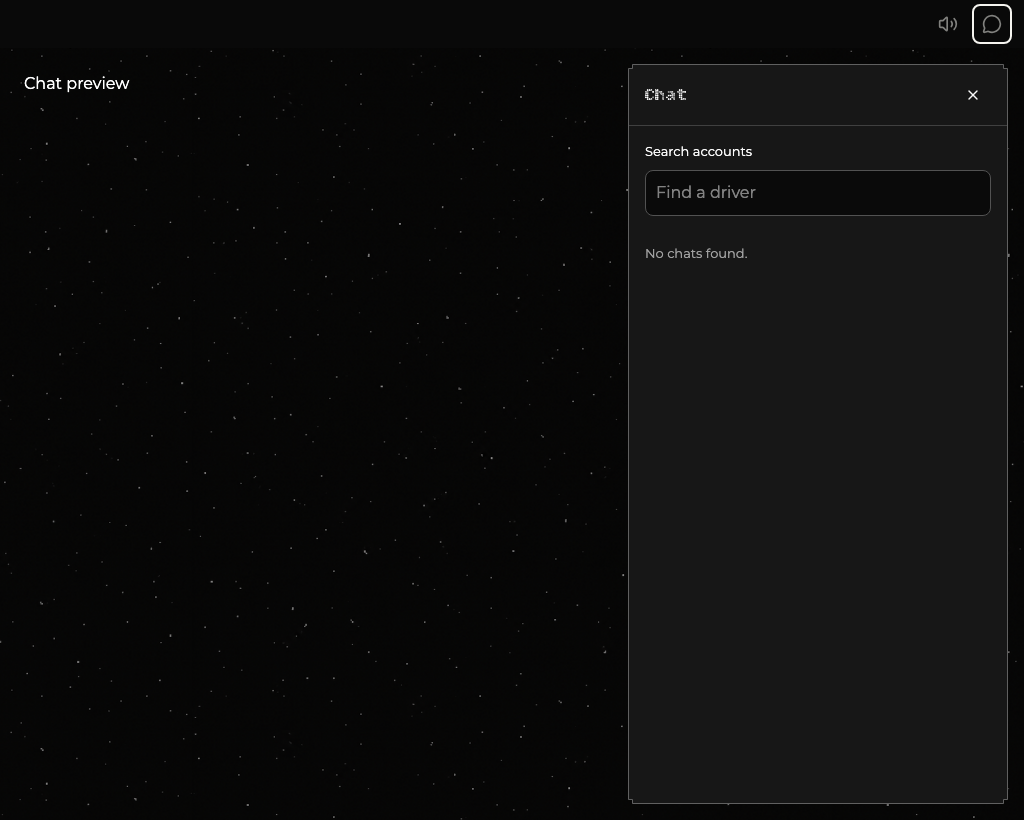 Chat preview
Chat
Search accounts
Find a driver
No chats found.